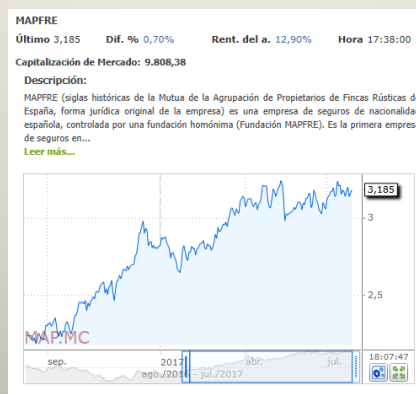 MAPFRE
Último 3,185 Dif. % 0,70% Rent. del a. 12,90% Hora 17:38:00
Capitalización de Mercado: 9.808,38
Descripción:
MAPFRE (siglas históricas de la Mutua de la Agrupación de Propietarios de Fincas Rústicas de
España, forma jurídica original de la empresa) es una empresa de seguros de nacionalidad
española, controlada por una fundación homónima (Fundación MAPFRE). Es la primera empresa
de seguros en...
Leer más...
3,185
3
2,5
MAP.MC
sep. 2017 abr. jul. 18:07:47
ago./2016 - jul./2017